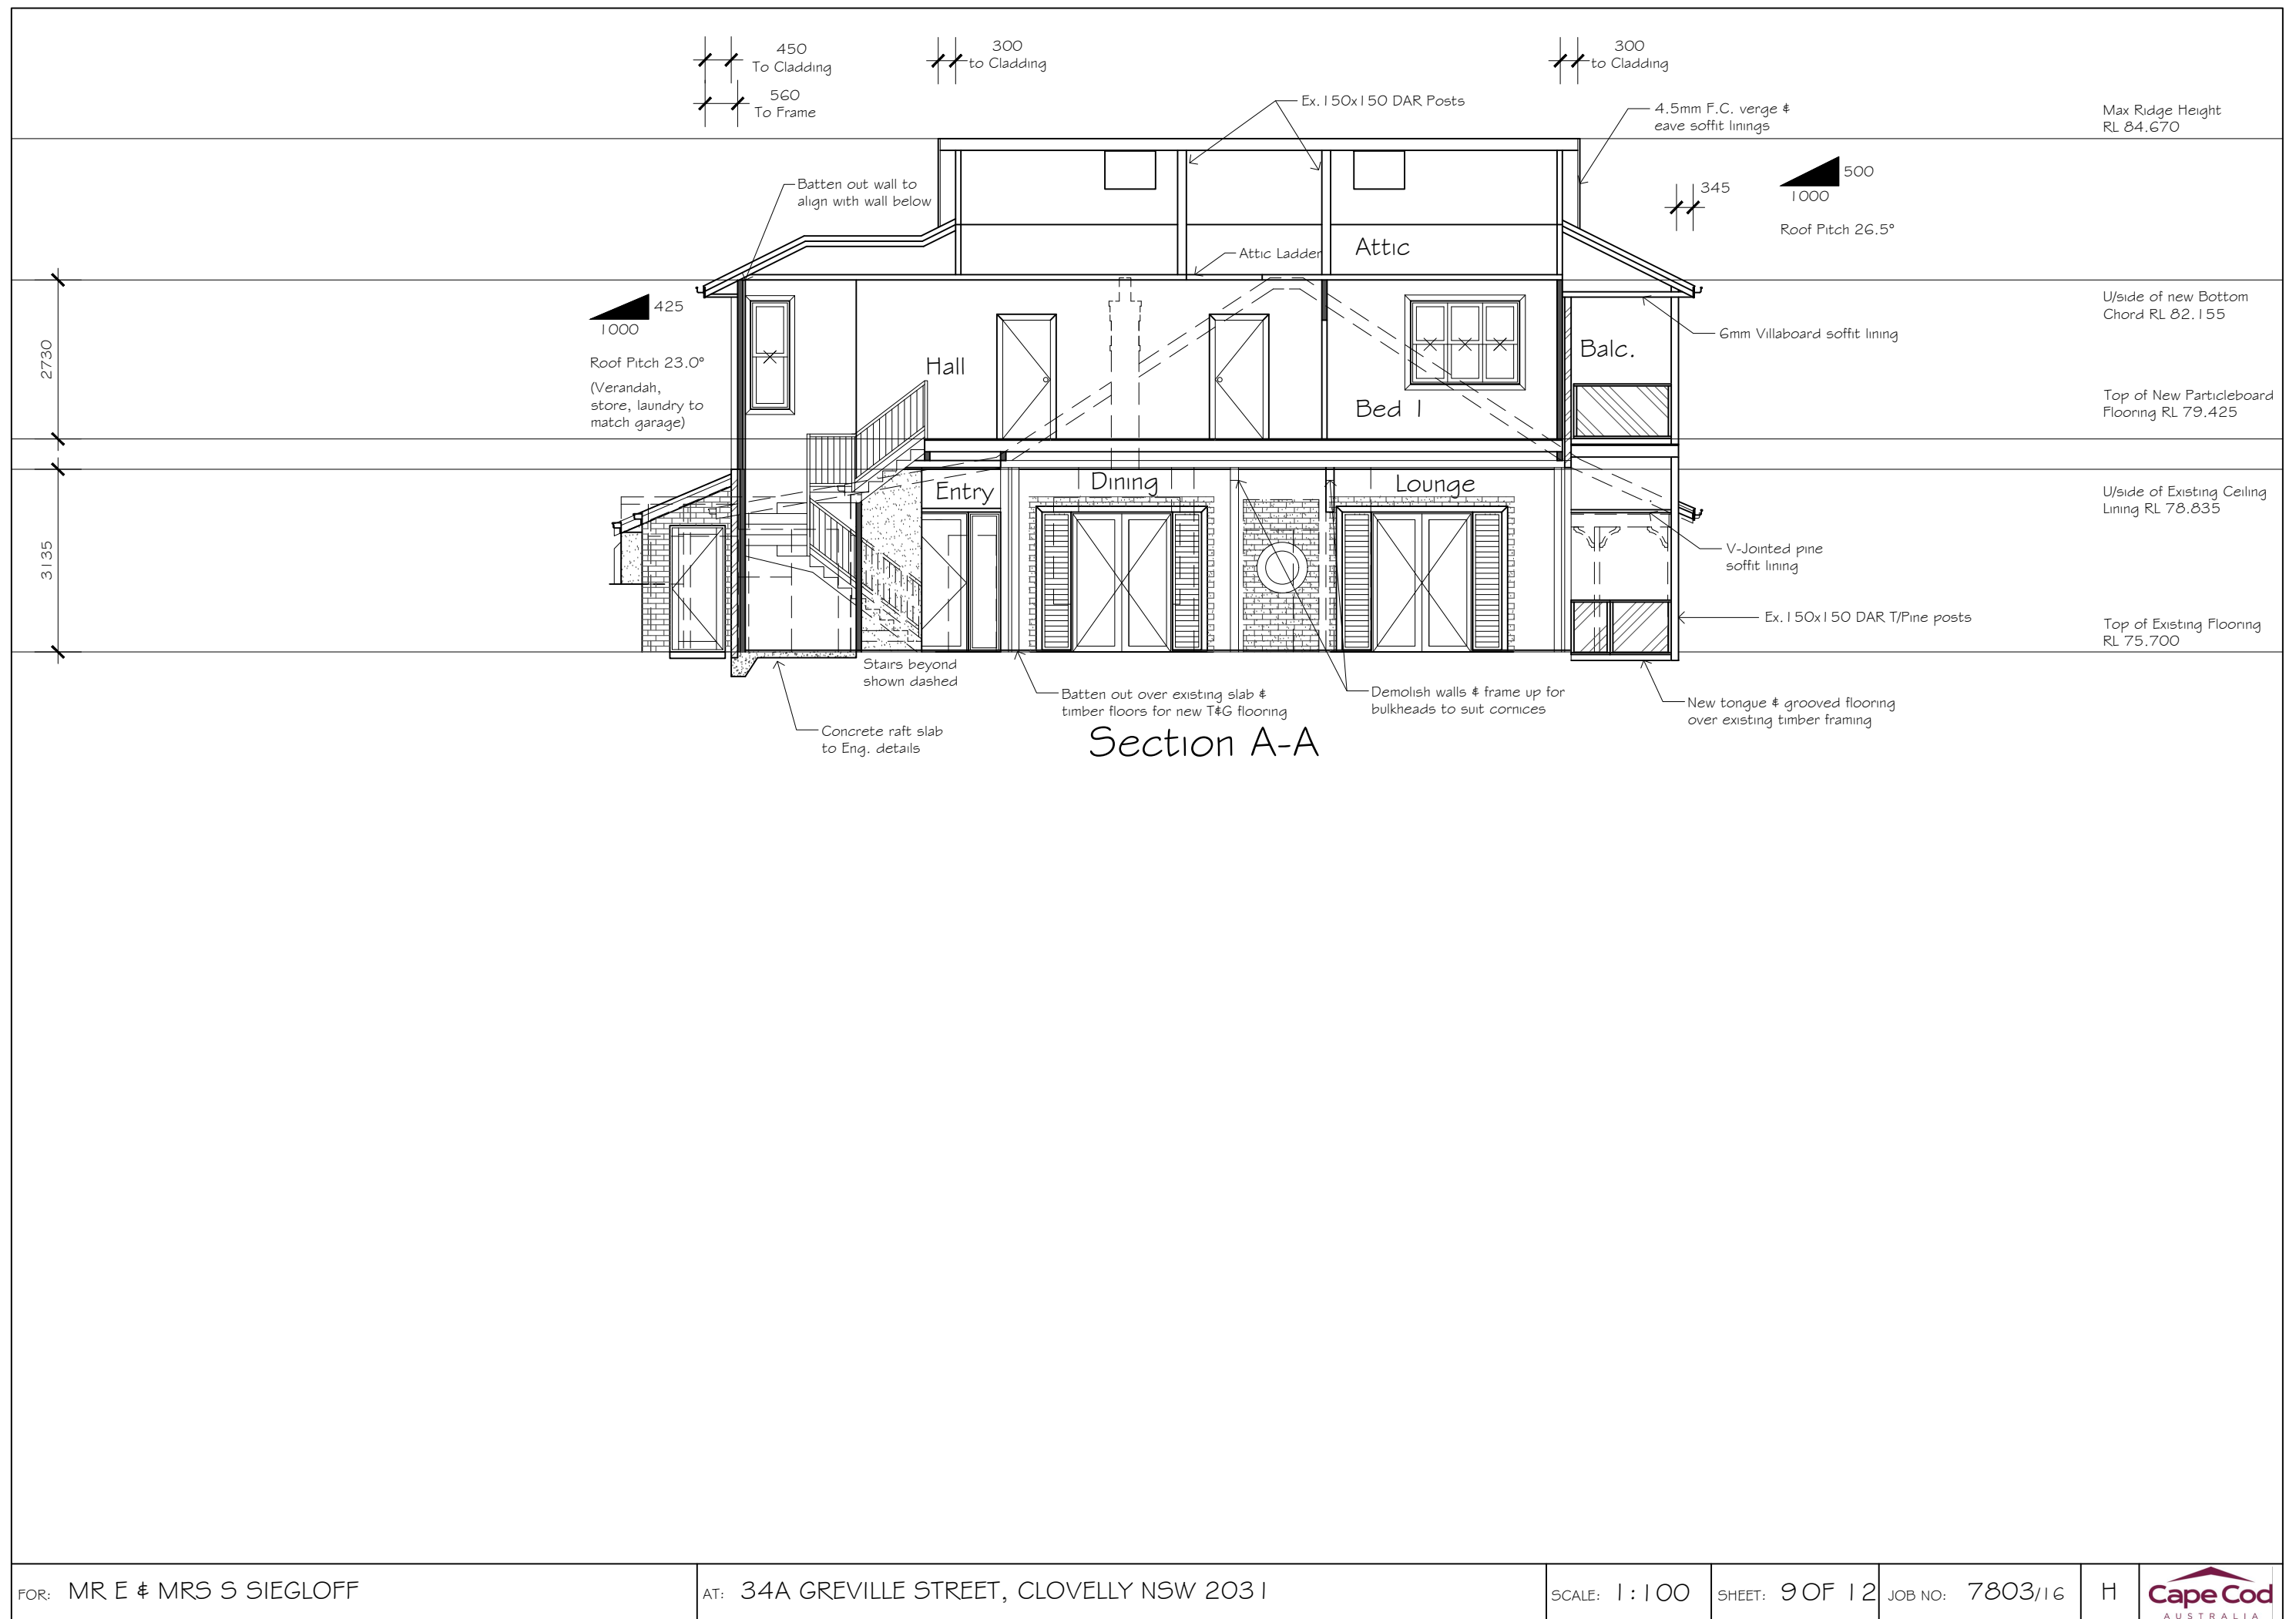 450
To Cladding
560
To Frame
300
to Cladding
300
to Cladding
Ex.150x150 DAR Posts
4.5mm F.C. verge &
eave soffit linings
Max Ridge Height
RL 84.670
Batten out wall to
align with wall below
345
500
1000
Roof Pitch 26.5°
Attic Ladder
Attic
425
1000
Roof Pitch 23.0°
(Verandah,
store, laundry to
match garage)
2730
Hall
Bed 1
Balc.
6mm Villaboard soffit lining
U/side of new Bottom
Chord RL 82.155
Top of New Particleboard
Flooring RL 79.425
Entry
Dining
Lounge
U/side of Existing Ceiling
Lining RL 78.835
3135
V-Jointed pine
soffit lining
Ex.150x150 DAR T/Pine posts
Top of Existing Flooring
RL 75.700
Stairs beyond
shown dashed
Batten out over existing slab &
timber floors for new T&G flooring
Demolish walls & frame up for
bulkheads to suit cornices
New tongue & grooved flooring
over existing timber framing
Concrete raft slab
to Eng. details
Section A-A
FOR: MR E & MRS S SIEGLOFF
AT: 34A GREVILLE STREET, CLOVELLY NSW 2031
SCALE: 1:100
SHEET: 9 OF 12
JOB NO: 7803/16
H
Cape Cod
AUSTRALIA